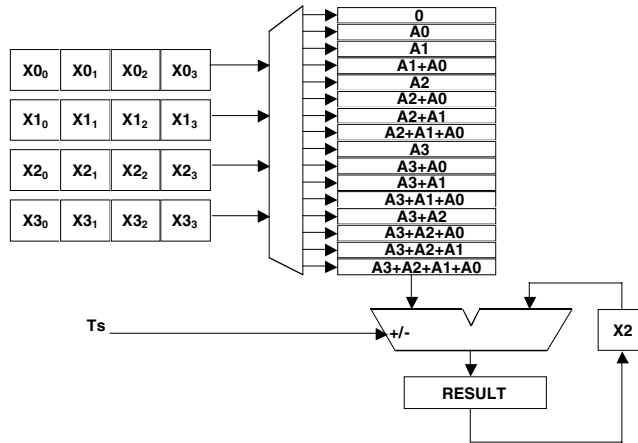 X0₀ X0₁ X0₂ X0₃
X1₀ X1₁ X1₂ X1₃
X2₀ X2₁ X2₂ X2₃
X3₀ X3₁ X3₂ X3₃
0
A0
A1
A1+A0
A2
A2+A0
A2+A1
A2+A1+A0
A3
A3+A0
A3+A1
A3+A1+A0
A3+A2
A3+A2+A0
A3+A2+A1
A3+A2+A1+A0
Ts
+/-
X2
RESULT